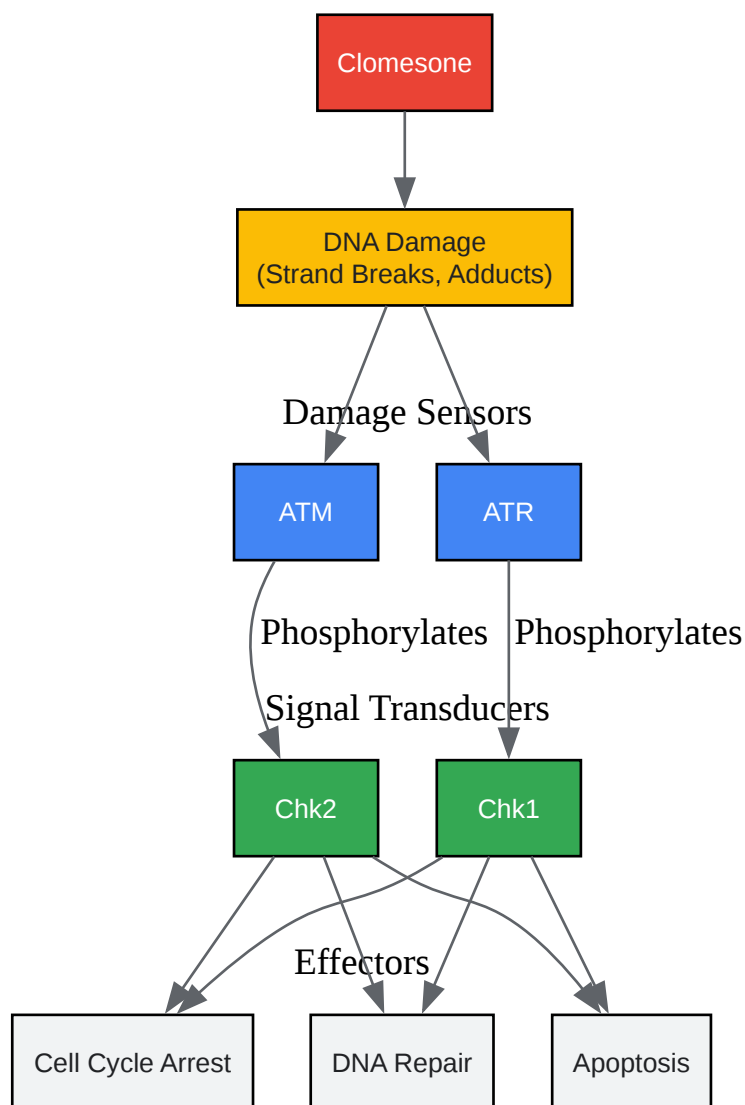 Clomesone
DNA Damage
(Strand Breaks, Adducts)
Damage Sensors
ATM
ATR
Phosphorylates
Phosphorylates
Signal Transducers
Chk2
Chk1
Effectors
Cell Cycle Arrest
DNA Repair
Apoptosis